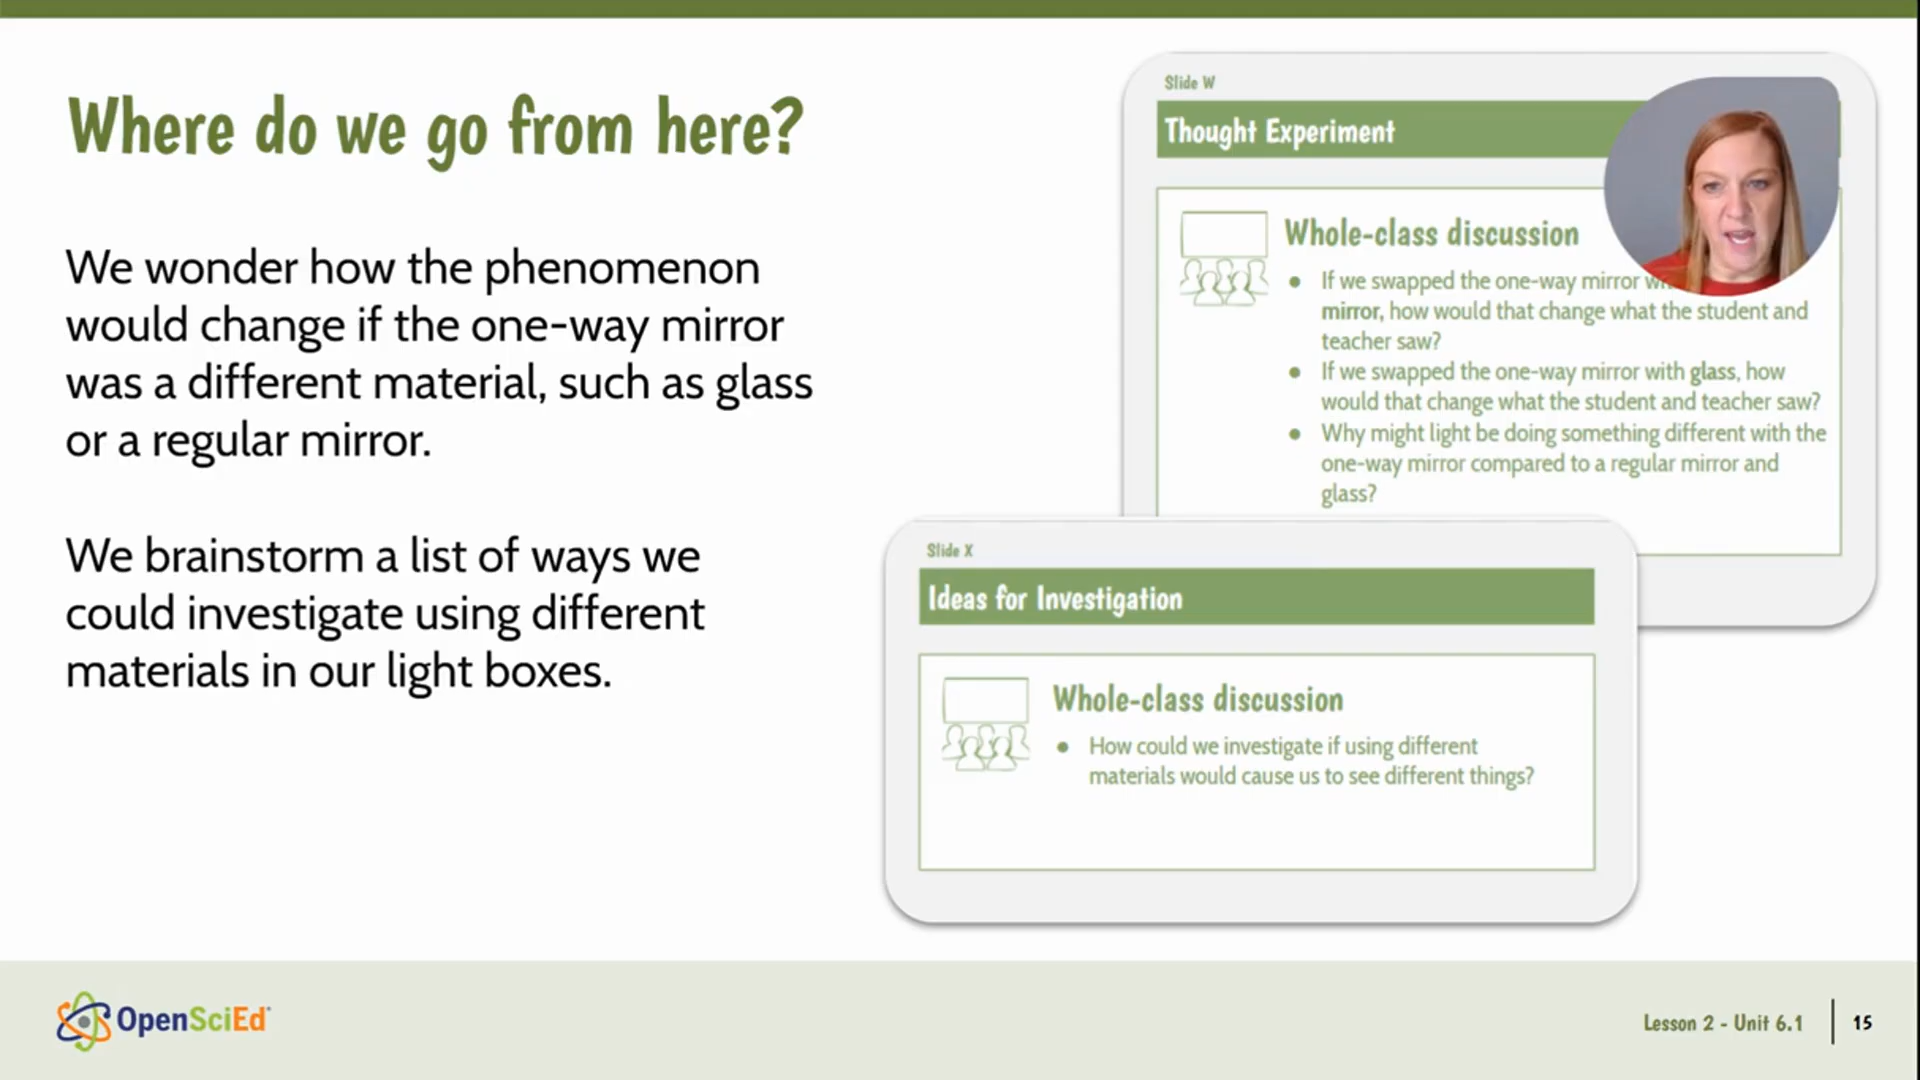 Where do we go from here?
We wonder how the phenomenon
would change if the one-way mirror
was a different material, such as glass
or a regular mirror.
We brainstorm a list of ways we
could investigate using different
materials in our light boxes.
Slide W
Thought Experiment
Whole-class discussion
● If we swapped the one-way mirror
mirror, how would that change what the student and
teacher saw?
● If we swapped the one-way mirror with glass, how
would that change what the student and teacher saw?
● Why might light be doing something different with the
one-way mirror compared to a regular mirror and
glass?
Slide X
Ideas for Investigation
Whole-class discussion
● How could we investigate if using different
materials would cause us to see different things?
OpenSciEd
Lesson 2 - Unit 6.1 | 15